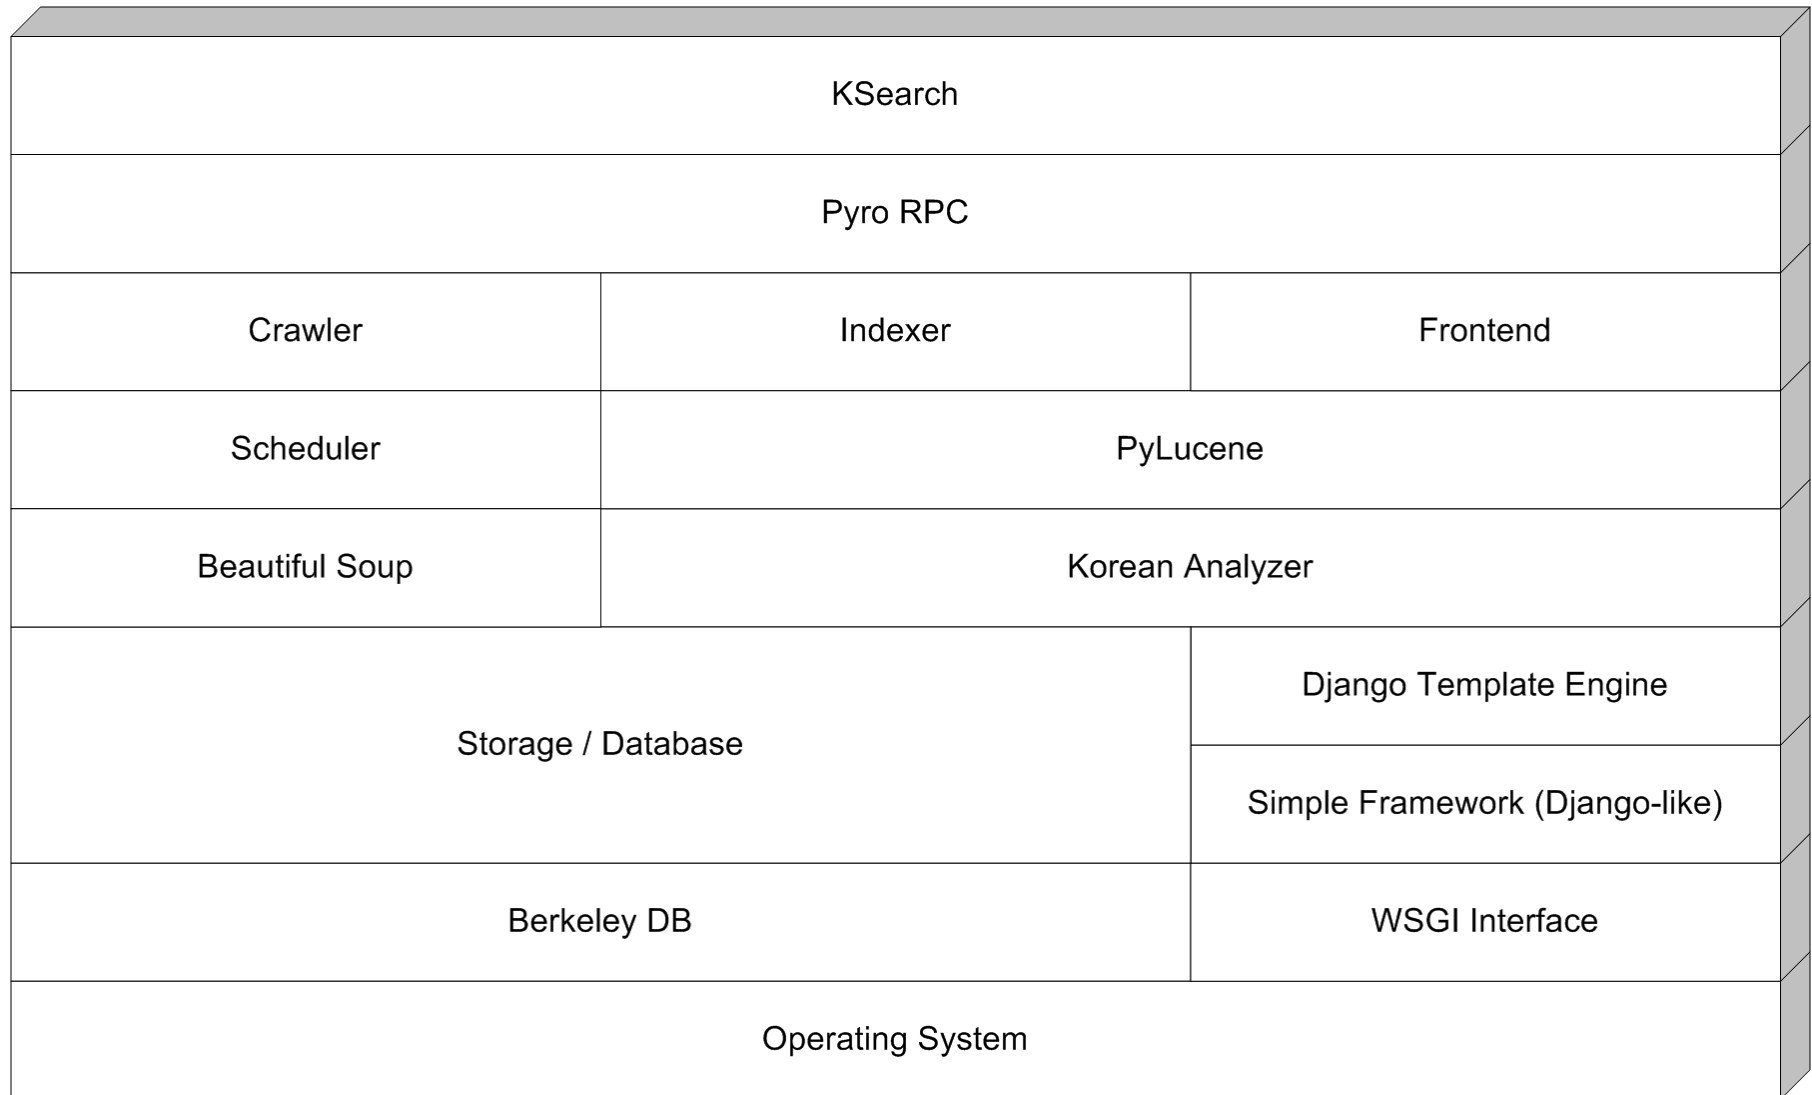 KSearch
Pyro RPC
Crawler
Indexer
Frontend
Scheduler
PyLucene
Beautiful Soup
Korean Analyzer
Storage / Database
Django Template Engine
Simple Framework (Django-like)
Berkeley DB
WSGI Interface
Operating System